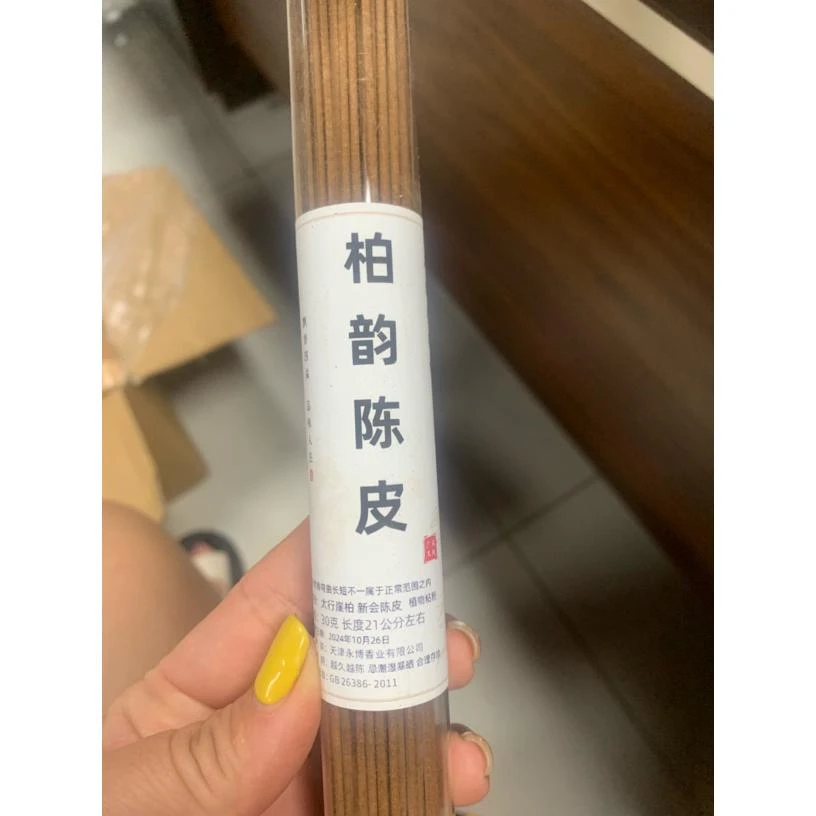 柏韵陈皮
弯曲长短不一属于正常范围之内
太行崖柏 新会陈皮 植物粘粉
30克 长度21公分左右
2024年10月26日
天津永博香业有限公司
越久越陈 忌潮湿暴晒 合理存
GB 26386-2011